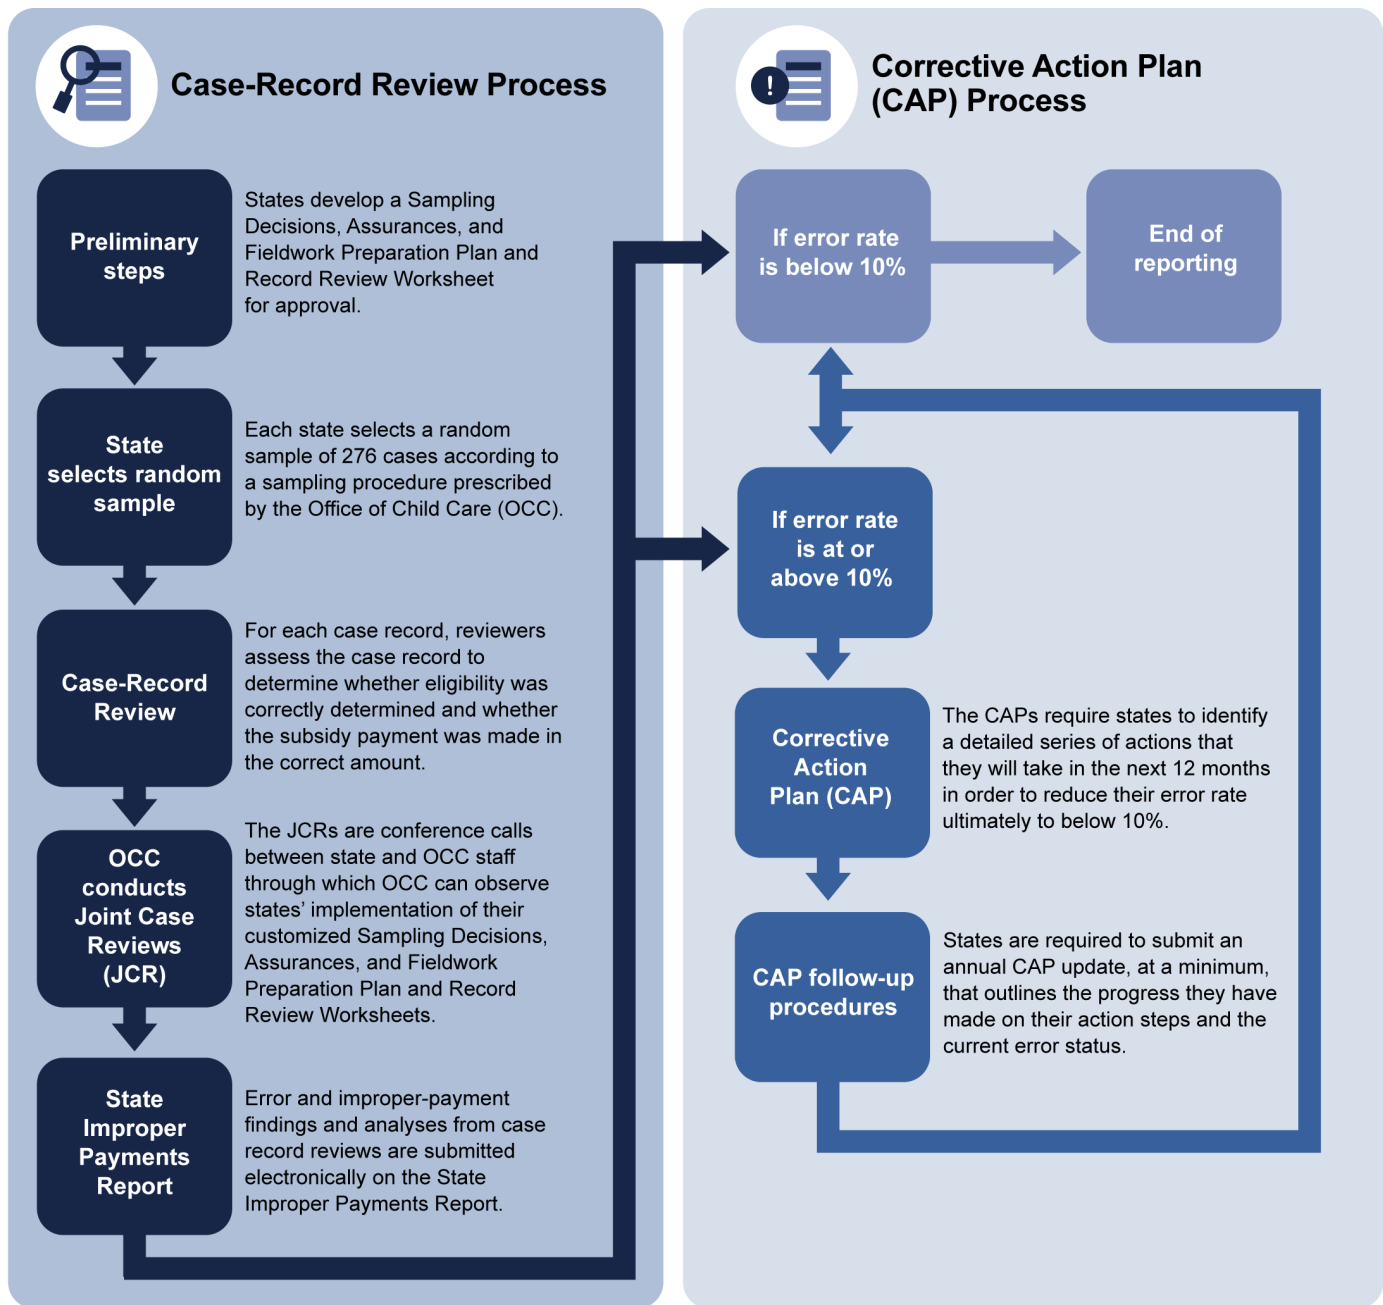 Case-Record Review Process
Preliminary
steps
States develop a Sampling
Decisions, Assurances, and
Fieldwork Preparation Plan and
Record Review Worksheet
for approval.
State
selects random
sample
Each state selects a random
sample of 276 cases according to
a sampling procedure prescribed
by the Office of Child Care (OCC).
Case-Record
Review
For each case record, reviewers
assess the case record to
determine whether eligibility was
correctly determined and whether
the subsidy payment was made in
the correct amount.
OCC
conducts
Joint Case
Reviews
(JCR)
The JCRs are conference calls
between state and OCC staff
through which OCC can observe
states’ implementation of their
customized Sampling Decisions,
Assurances, and Fieldwork
Preparation Plan and Record
Review Worksheets.
State
Improper
Payments
Report
Error and improper-payment
findings and analyses from case
record reviews are submitted
electronically on the State
Improper Payments Report.
!
Corrective Action Plan
(CAP) Process
If error rate
is below 10%
End of
reporting
If error rate
is at or
above 10%
Corrective
Action
Plan (CAP)
The CAPs require states to identify
a detailed series of actions that
they will take in the next 12 months
in order to reduce their error rate
ultimately to below 10%.
CAP follow-up
procedures
States are required to submit an
annual CAP update, at a minimum,
that outlines the progress they have
made on their action steps and the
current error status.